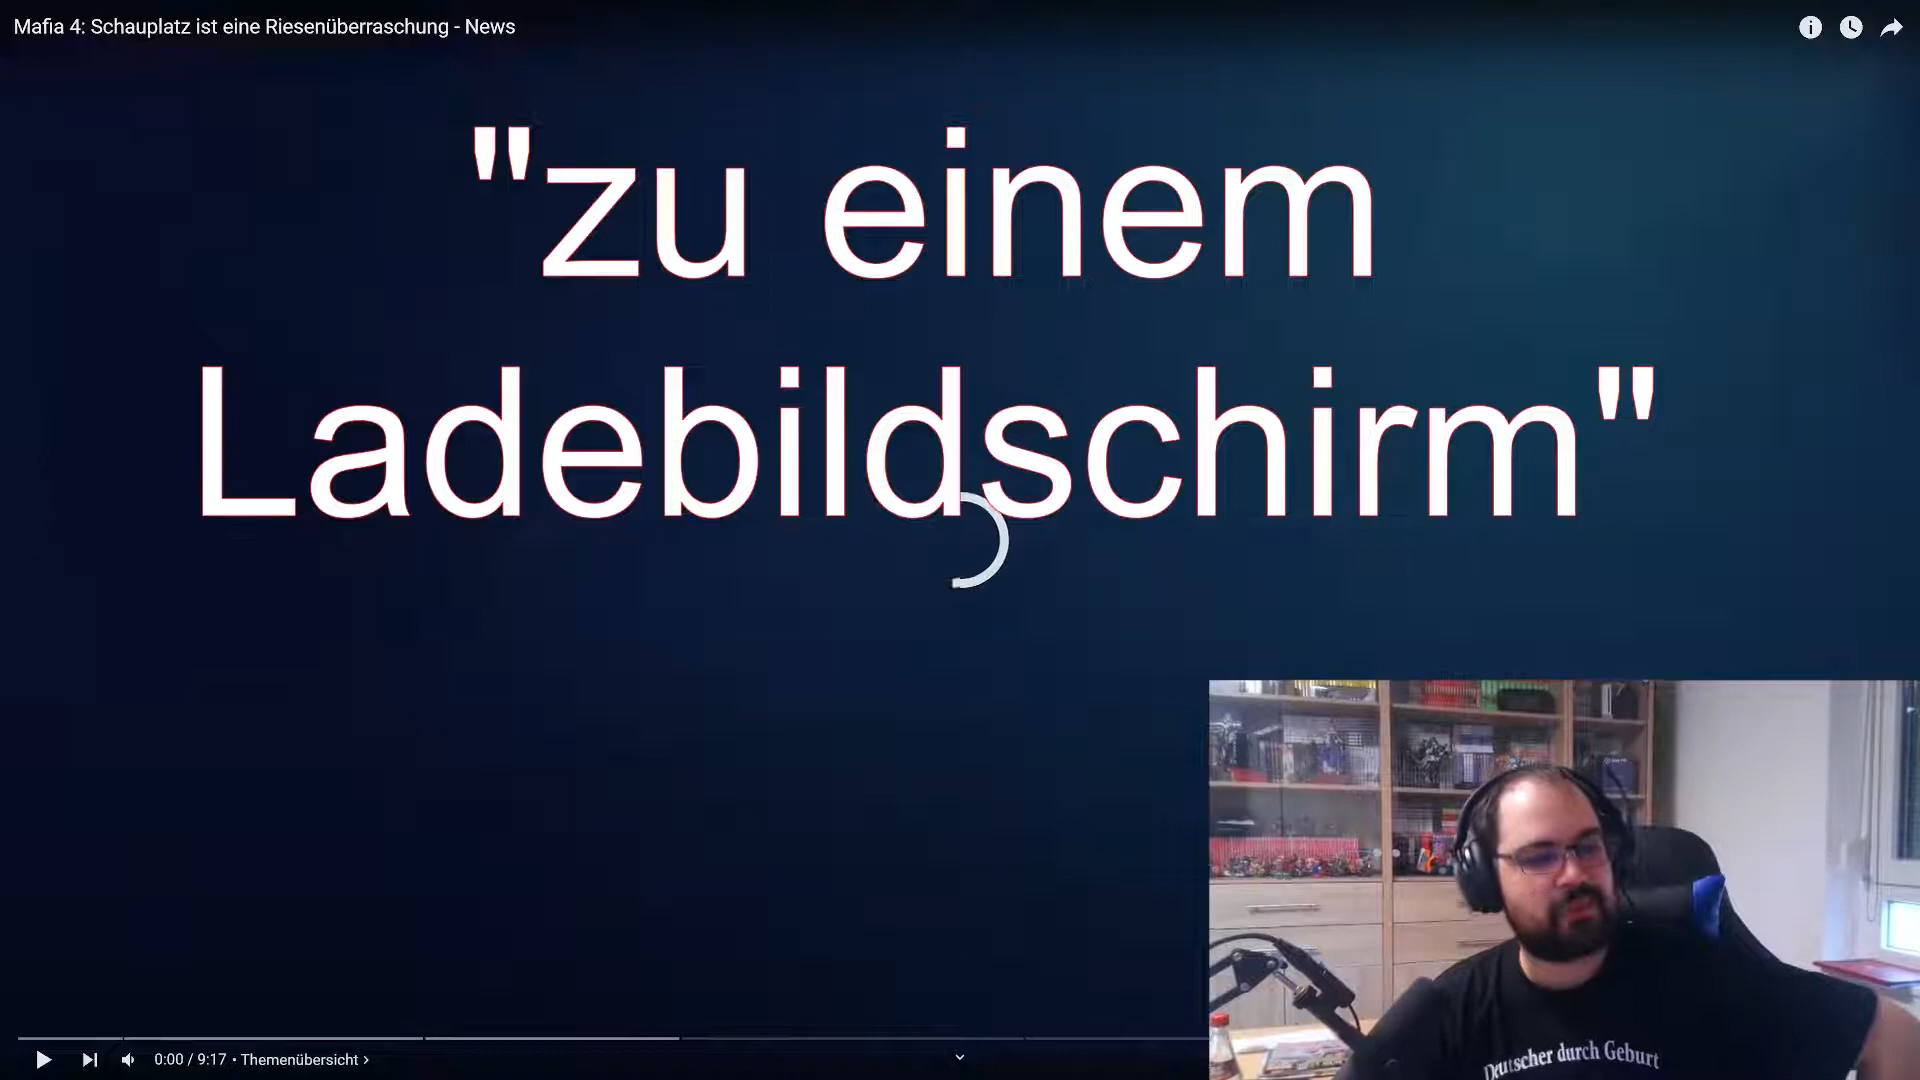 Mafia 4: Schauplatz ist eine Riesenüberraschung - News
"zu einem
Ladebildschirm"
Deutscher durch Geburt
0:00 / 9:17 • Themenübersicht ›